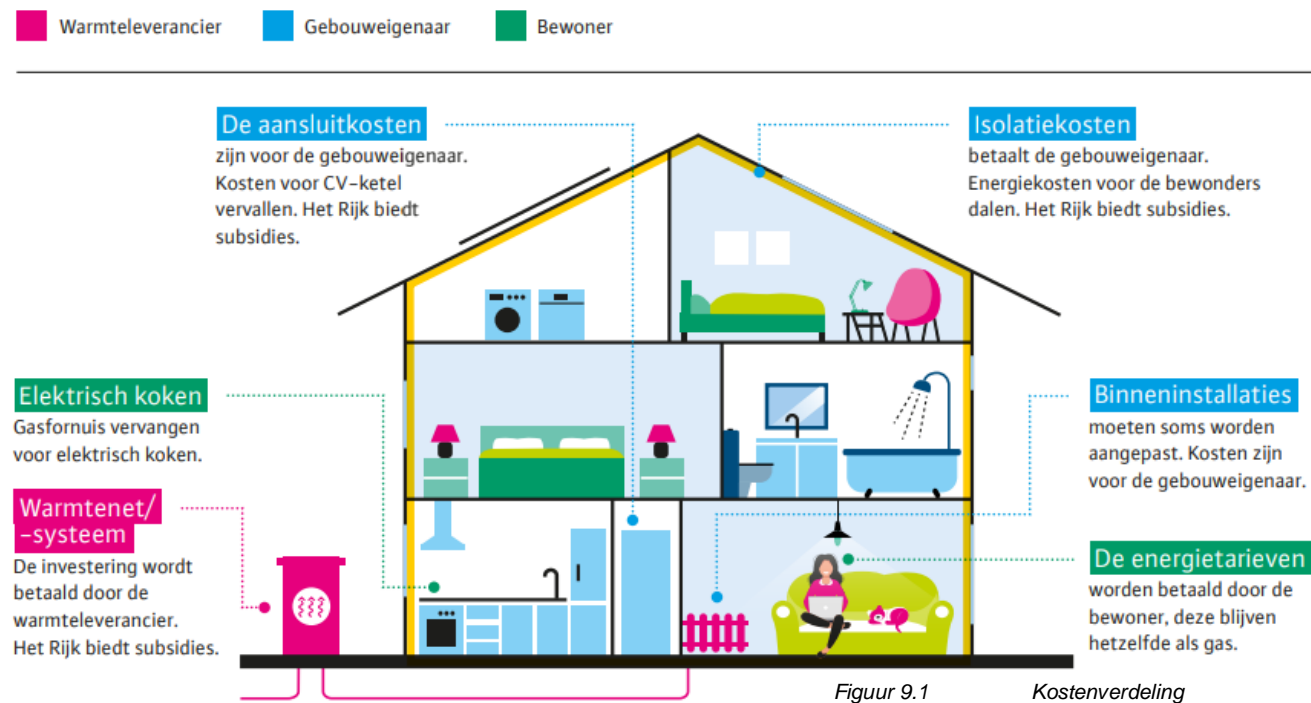 Warmteleverancier
Gebouweigenaar
Bewoner
De aansluitkosten
zijn voor de gebouweigenaar.
Kosten voor CV-ketel
vervallen. Het Rijk biedt
subsidies.
Isolatiekosten
betaalt de gebouweigenaar.
Energiekosten voor de bewonders
dalen. Het Rijk biedt subsidies.
Elektrisch koken
Gasfornuis vervangen
voor elektrisch koken.
Binneninstallaties
moeten soms worden
aangepast. Kosten zijn
voor de gebouweigenaar.
Warmtenet/
-systeem
De investering wordt
betaald door de
warmteleverancier.
Het Rijk biedt subsidies.
De energietarieven
worden betaald door de
bewoner, deze blijven
hetzelfde als gas.
Figuur 9.1 Kostenverdeling